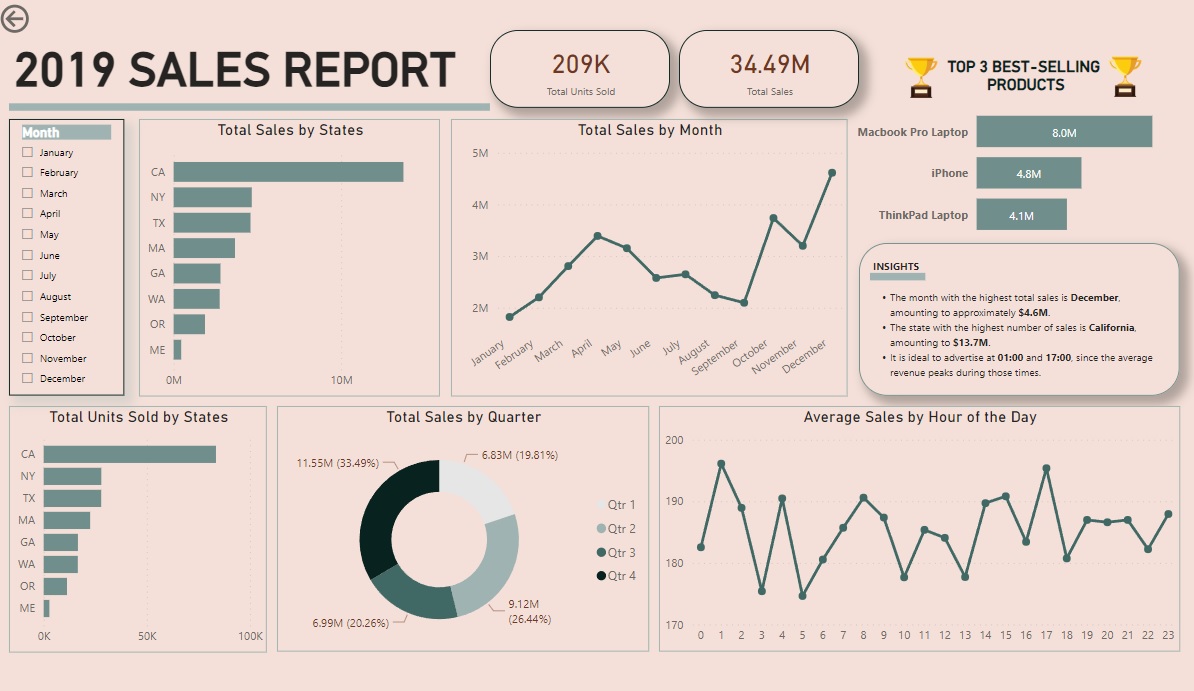 2019 SALES REPORT
209K
Total Units Sold
34.49M
Total Sales
TOP 3 BEST-SELLING
PRODUCTS
Month
January
February
March
April
May
June
July
August
September
October
November
December
Total Sales by States
CA
NY
TX
MA
GA
WA
OR
ME
0M 10M
Total Sales by Month
5M
4M
3M
2M
January February March April May June July August September October November December
Macbook Pro Laptop 8.0M
iPhone 4.8M
ThinkPad Laptop 4.1M
INSIGHTS
• The month with the highest total sales is December,
amounting to approximately $4.6M.
• The state with the highest number of sales is California,
amounting to $13.7M.
• It is ideal to advertise at 01:00 and 17:00, since the average
revenue peaks during those times.
Total Units Sold by States
CA
NY
TX
MA
GA
WA
OR
ME
0K 50K 100K
Total Sales by Quarter
11.55M (33.49%)
6.83M (19.81%)
6.99M (20.26%)
9.12M
(26.44%)
Qtr 1
Qtr 2
Qtr 3
Qtr 4
Average Sales by Hour of the Day
200
190
180
170
0 1 2 3 4 5 6 7 8 9 10 11 12 13 14 15 16 17 18 19 20 21 22 23